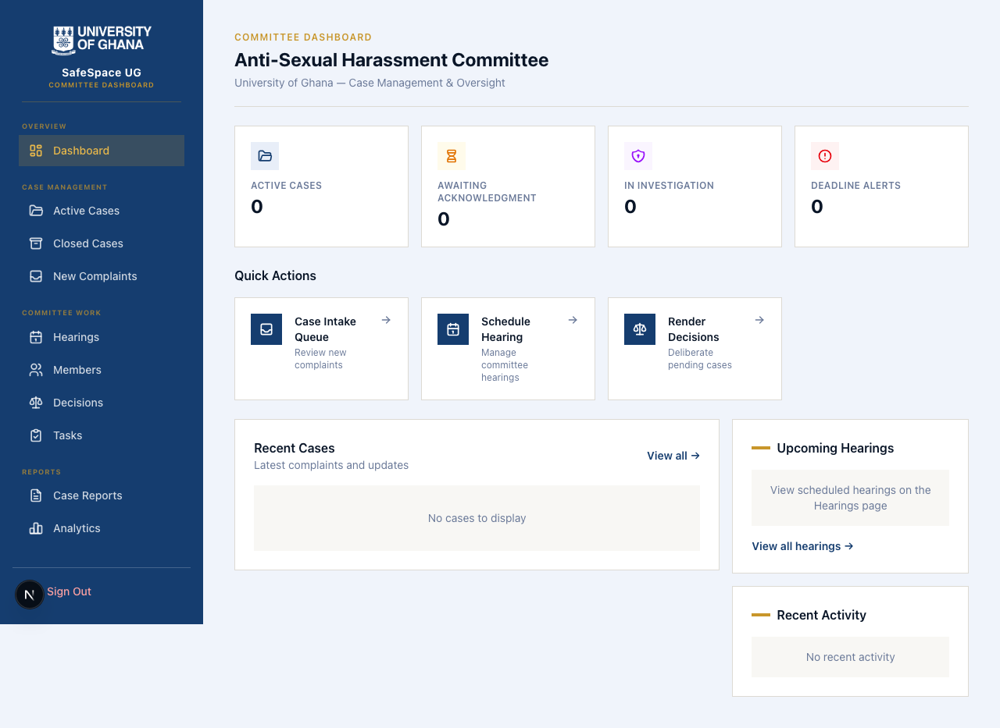 UNIVERSITY
OF GHANA
SafeSpace UG
COMMITTEE DASHBOARD
OVERVIEW
Dashboard
CASE MANAGEMENT
Active Cases
Closed Cases
New Complaints
COMMITTEE WORK
Hearings
Members
Decisions
Tasks
REPORTS
Case Reports
Analytics
N
Sign Out
COMMITTEE DASHBOARD
Anti-Sexual Harassment Committee
University of Ghana — Case Management & Oversight
ACTIVE CASES
0
AWAITING
ACKNOWLEDGMENT
0
IN INVESTIGATION
0
DEADLINE ALERTS
0
Quick Actions
Case Intake
Queue
Review new
complaints
Schedule
Hearing
Manage
committee
hearings
Render
Decisions
Deliberate
pending cases
Recent Cases
Latest complaints and updates
View all →
No cases to display
Upcoming Hearings
View scheduled hearings on the
Hearings page
View all hearings →
Recent Activity
No recent activity